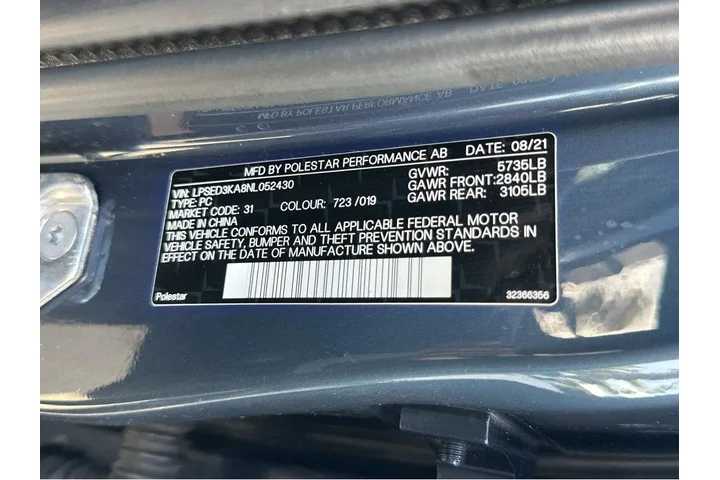 MFD BY POLESTAR PERFORMANCE AB DATE: 08/21
VIN: LPSED3KA8NL052430 GVWR: 5735LB
TYPE: PC GAWR FRONT:2840LB
MARKET CODE: 31 COLOUR: 723 /019 GAWR REAR: 3105LB
MADE IN CHINA
THIS VEHICLE CONFORMS TO ALL APPLICABLE FEDERAL MOTOR
VEHICLE SAFETY, BUMPER AND THEFT PREVENTION STANDARDS IN
EFFECT ON THE DATE OF MANUFACTURE SHOWN ABOVE.
Polestar 32366356